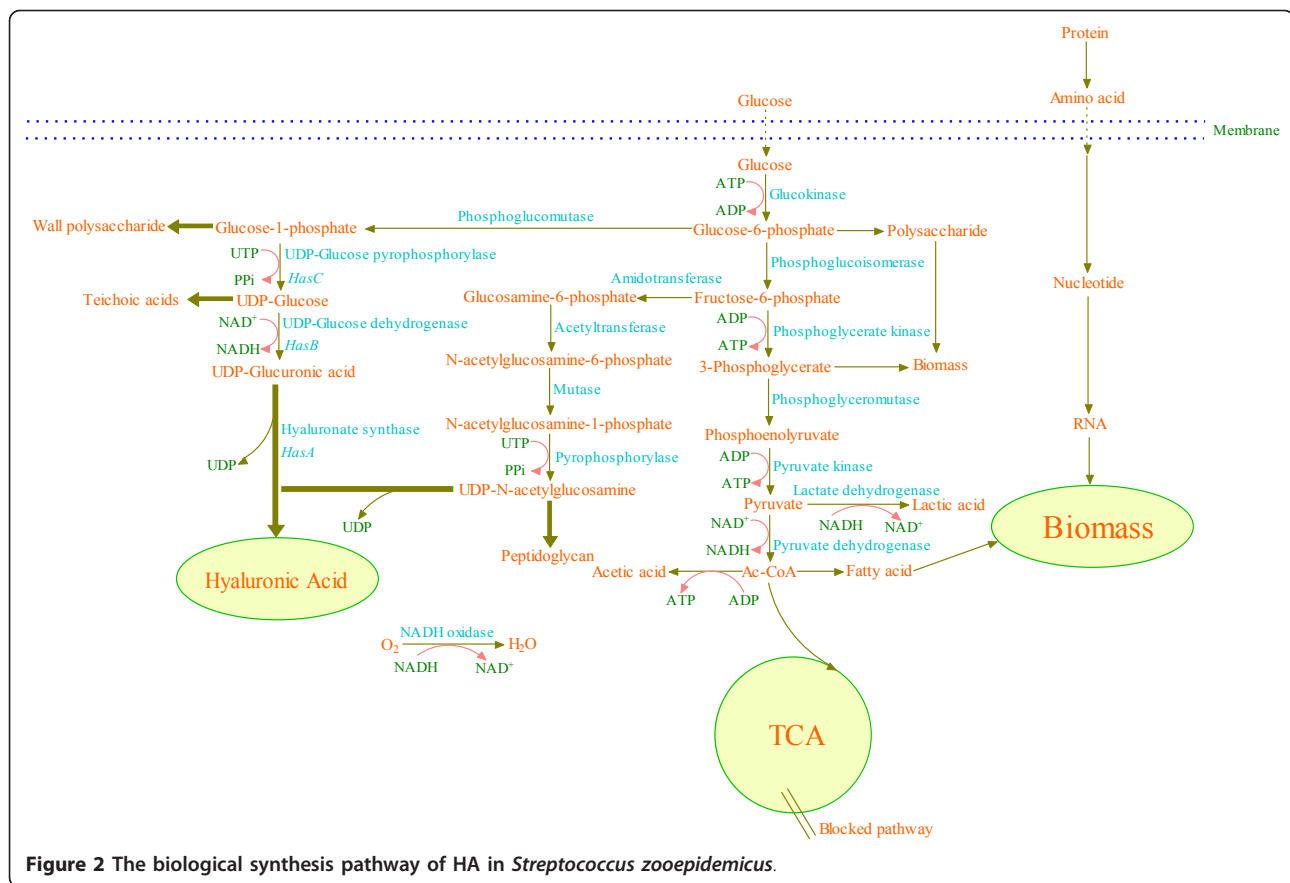 Protein
Glucose
Amino acid
Membrane
Glucose
ATP
Glucokinase
ADP
Wall polysaccharide
Glucose-1-phosphate
Phosphoglucomutase
Glucose-6-phosphate
Polysaccharide
UTP
UDP-Glucose pyrophosphorylase
PPi
HasC
Amidotransferase
Phosphoglucoisomerase
Nucleotide
Teichoic acids
UDP-Glucose
Glucosamine-6-phosphate
Fructose-6-phosphate
NAD+
UDP-Glucose dehydrogenase
NADH
HasB
Acetyltransferase
ADP
Phosphoglycerate kinase
ATP
UDP-Glucuronic acid
N-acetylglucosamine-6-phosphate
3-Phosphoglycerate
Biomass
Mutase
Phosphoglyceromutase
Hyaluronate synthase
HasA
UDP
N-acetylglucosamine-1-phosphate
Phosphoenolyruvate
RNA
UTP
Pyrophosphorylase
PPi
ADP
Pyruvate kinase
ATP
Lactate dehydrogenase
UDP-N-acetylglucosamine
Pyruvate
Lactic acid
UDP
NAD+
NADH
NADH
NAD+
Pyruvate dehydrogenase
Biomass
Peptidoglycan
Hyaluronic Acid
Acetic acid
Ac-CoA
Fatty acid
ATP
ADP
NADH oxidase
O2
H2O
NADH
NAD+
TCA
Blocked pathway
Figure 2 The biological synthesis pathway of HA in Streptococcus zooepidemicus.